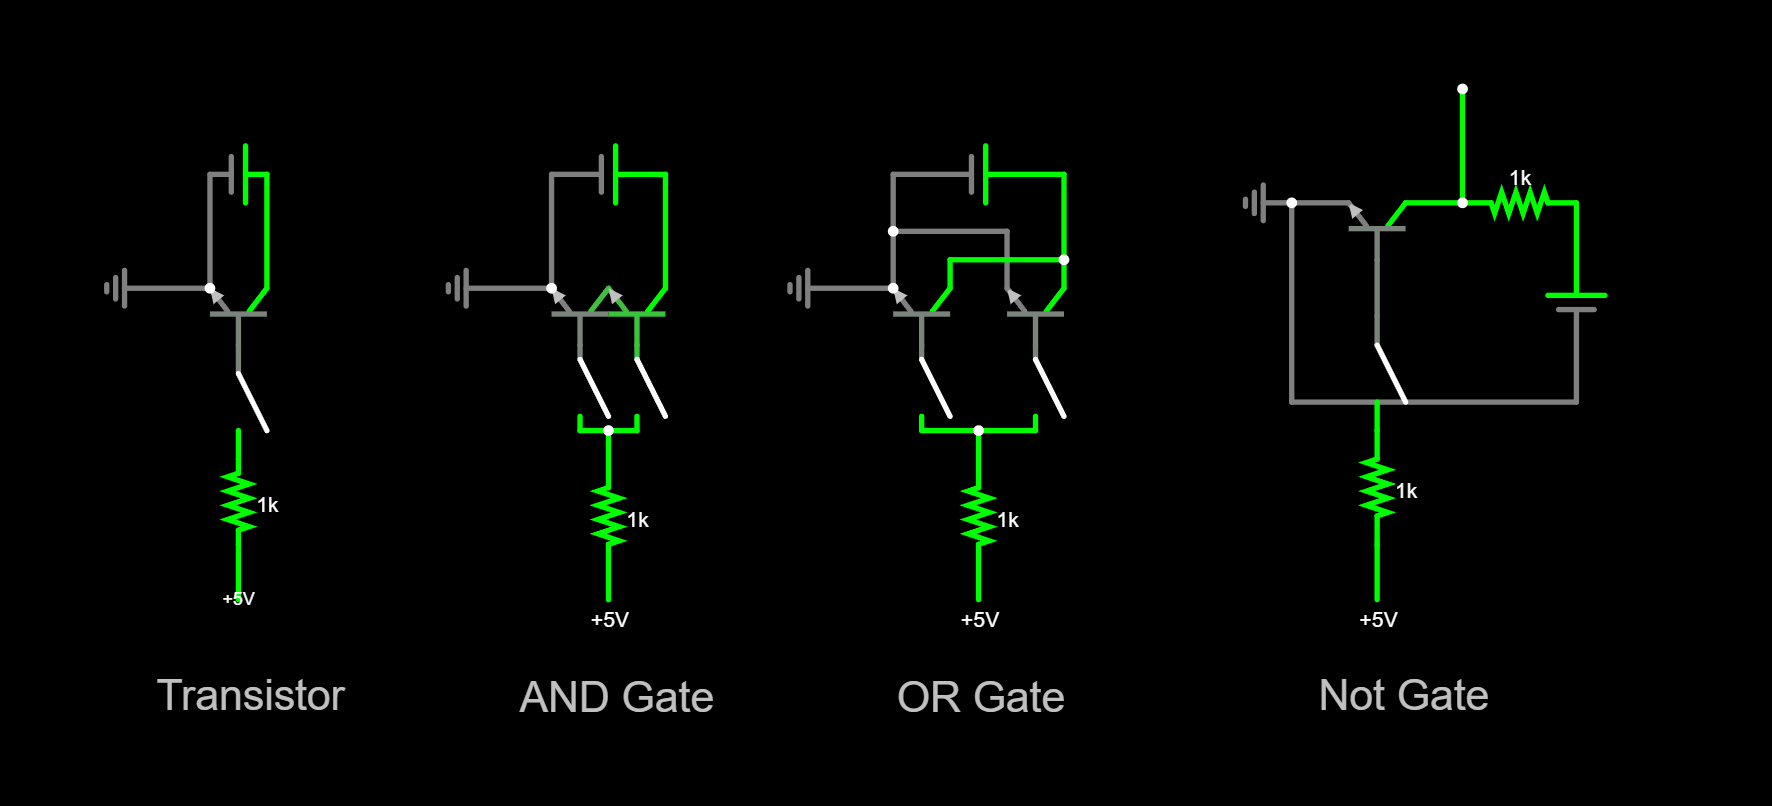 1k
1k
1k
1k
1k
+5V
+5V
+5V
+5V
Transistor
AND Gate
OR Gate
Not Gate